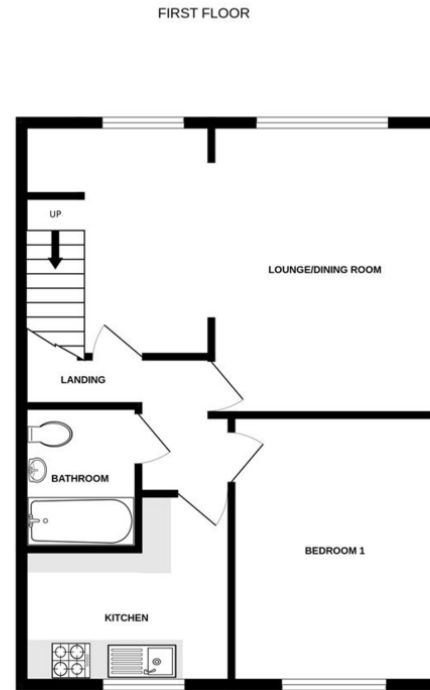 FIRST FLOOR
UP
LOUNGE/DINING ROOM
LANDING
BATHROOM
BEDROOM 1
KITCHEN